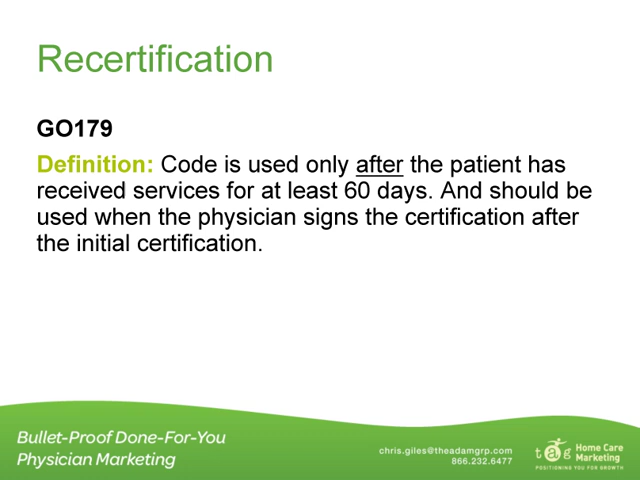 Recertification
GO179
Definition: Code is used only after the patient has
received services for at least 60 days. And should be
used when the physician signs the certification after
the initial certification.
Bullet-Proof Done-For-You
Physician Marketing
chris.giles@theadamgrp.com
866.232.6477
tag
Home Care
Marketing
POSITIONING YOU FOR GROWTH